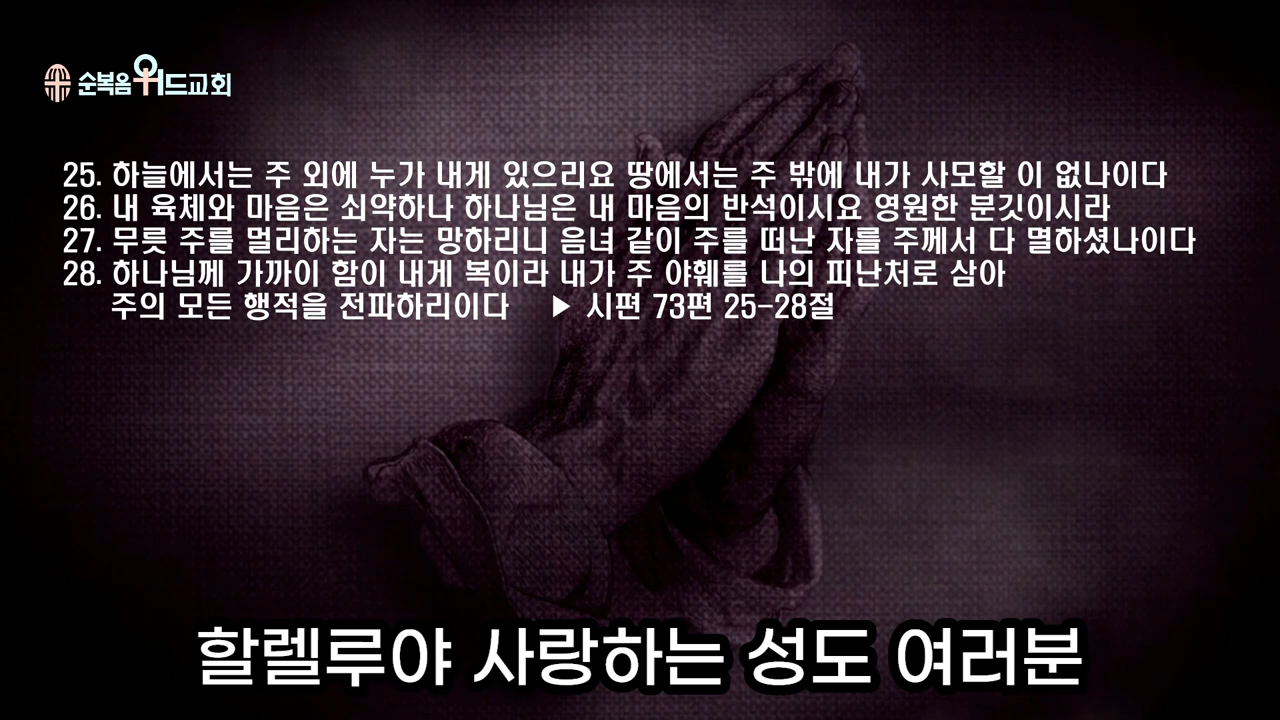 순복음워드교회
25. 하늘에서는 주 외에 누가 내게 있으리요 땅에서는 주 밖에 내가 사모할 이 없나이다
26. 내 육체와 마음은 쇠약하나 하나님은 내 마음의 반석이시요 영원한 분깃이시라
27. 무릇 주를 멀리하는 자는 망하리니 음녀 같이 주를 떠난 자를 주께서 다 멸하셨나이다
28. 하나님께 가까이 함이 내게 복이라 내가 주 야훼를 나의 피난처로 삼아
주의 모든 행적을 전파하리이다 ▶ 시편 73편 25-28절
할렐루야 사랑하는 성도 여러분